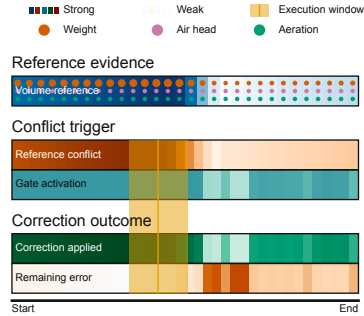 Strong Weak Execution window
Weight Air head Aeration
Reference evidence
Volume reference
Conflict trigger
Reference conflict
Gate activation
Correction outcome
Correction applied
Remaining error
Start End